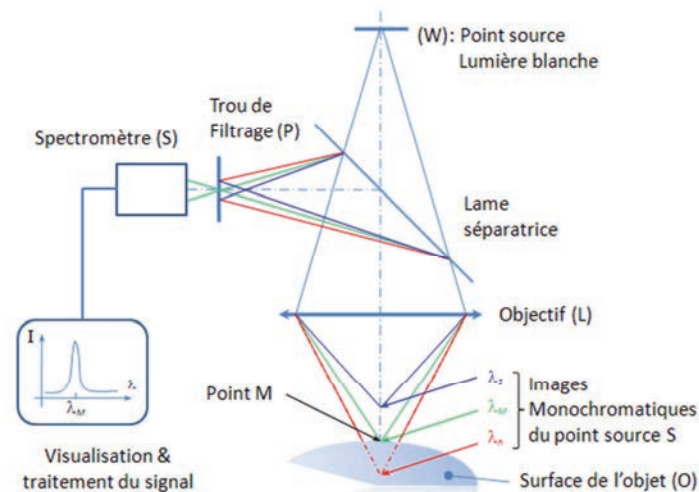 (W): Point source
Lumière blanche
Trou de
Filtrage (P)
Spectromètre (S)
Lame
séparatrice
Objectif (L)
I
λ
λM
Point M
λ1
λM
λn
Images
Monochromatiques
du point source S
Visualisation &
traitement du signal
Surface de l'objet (O)